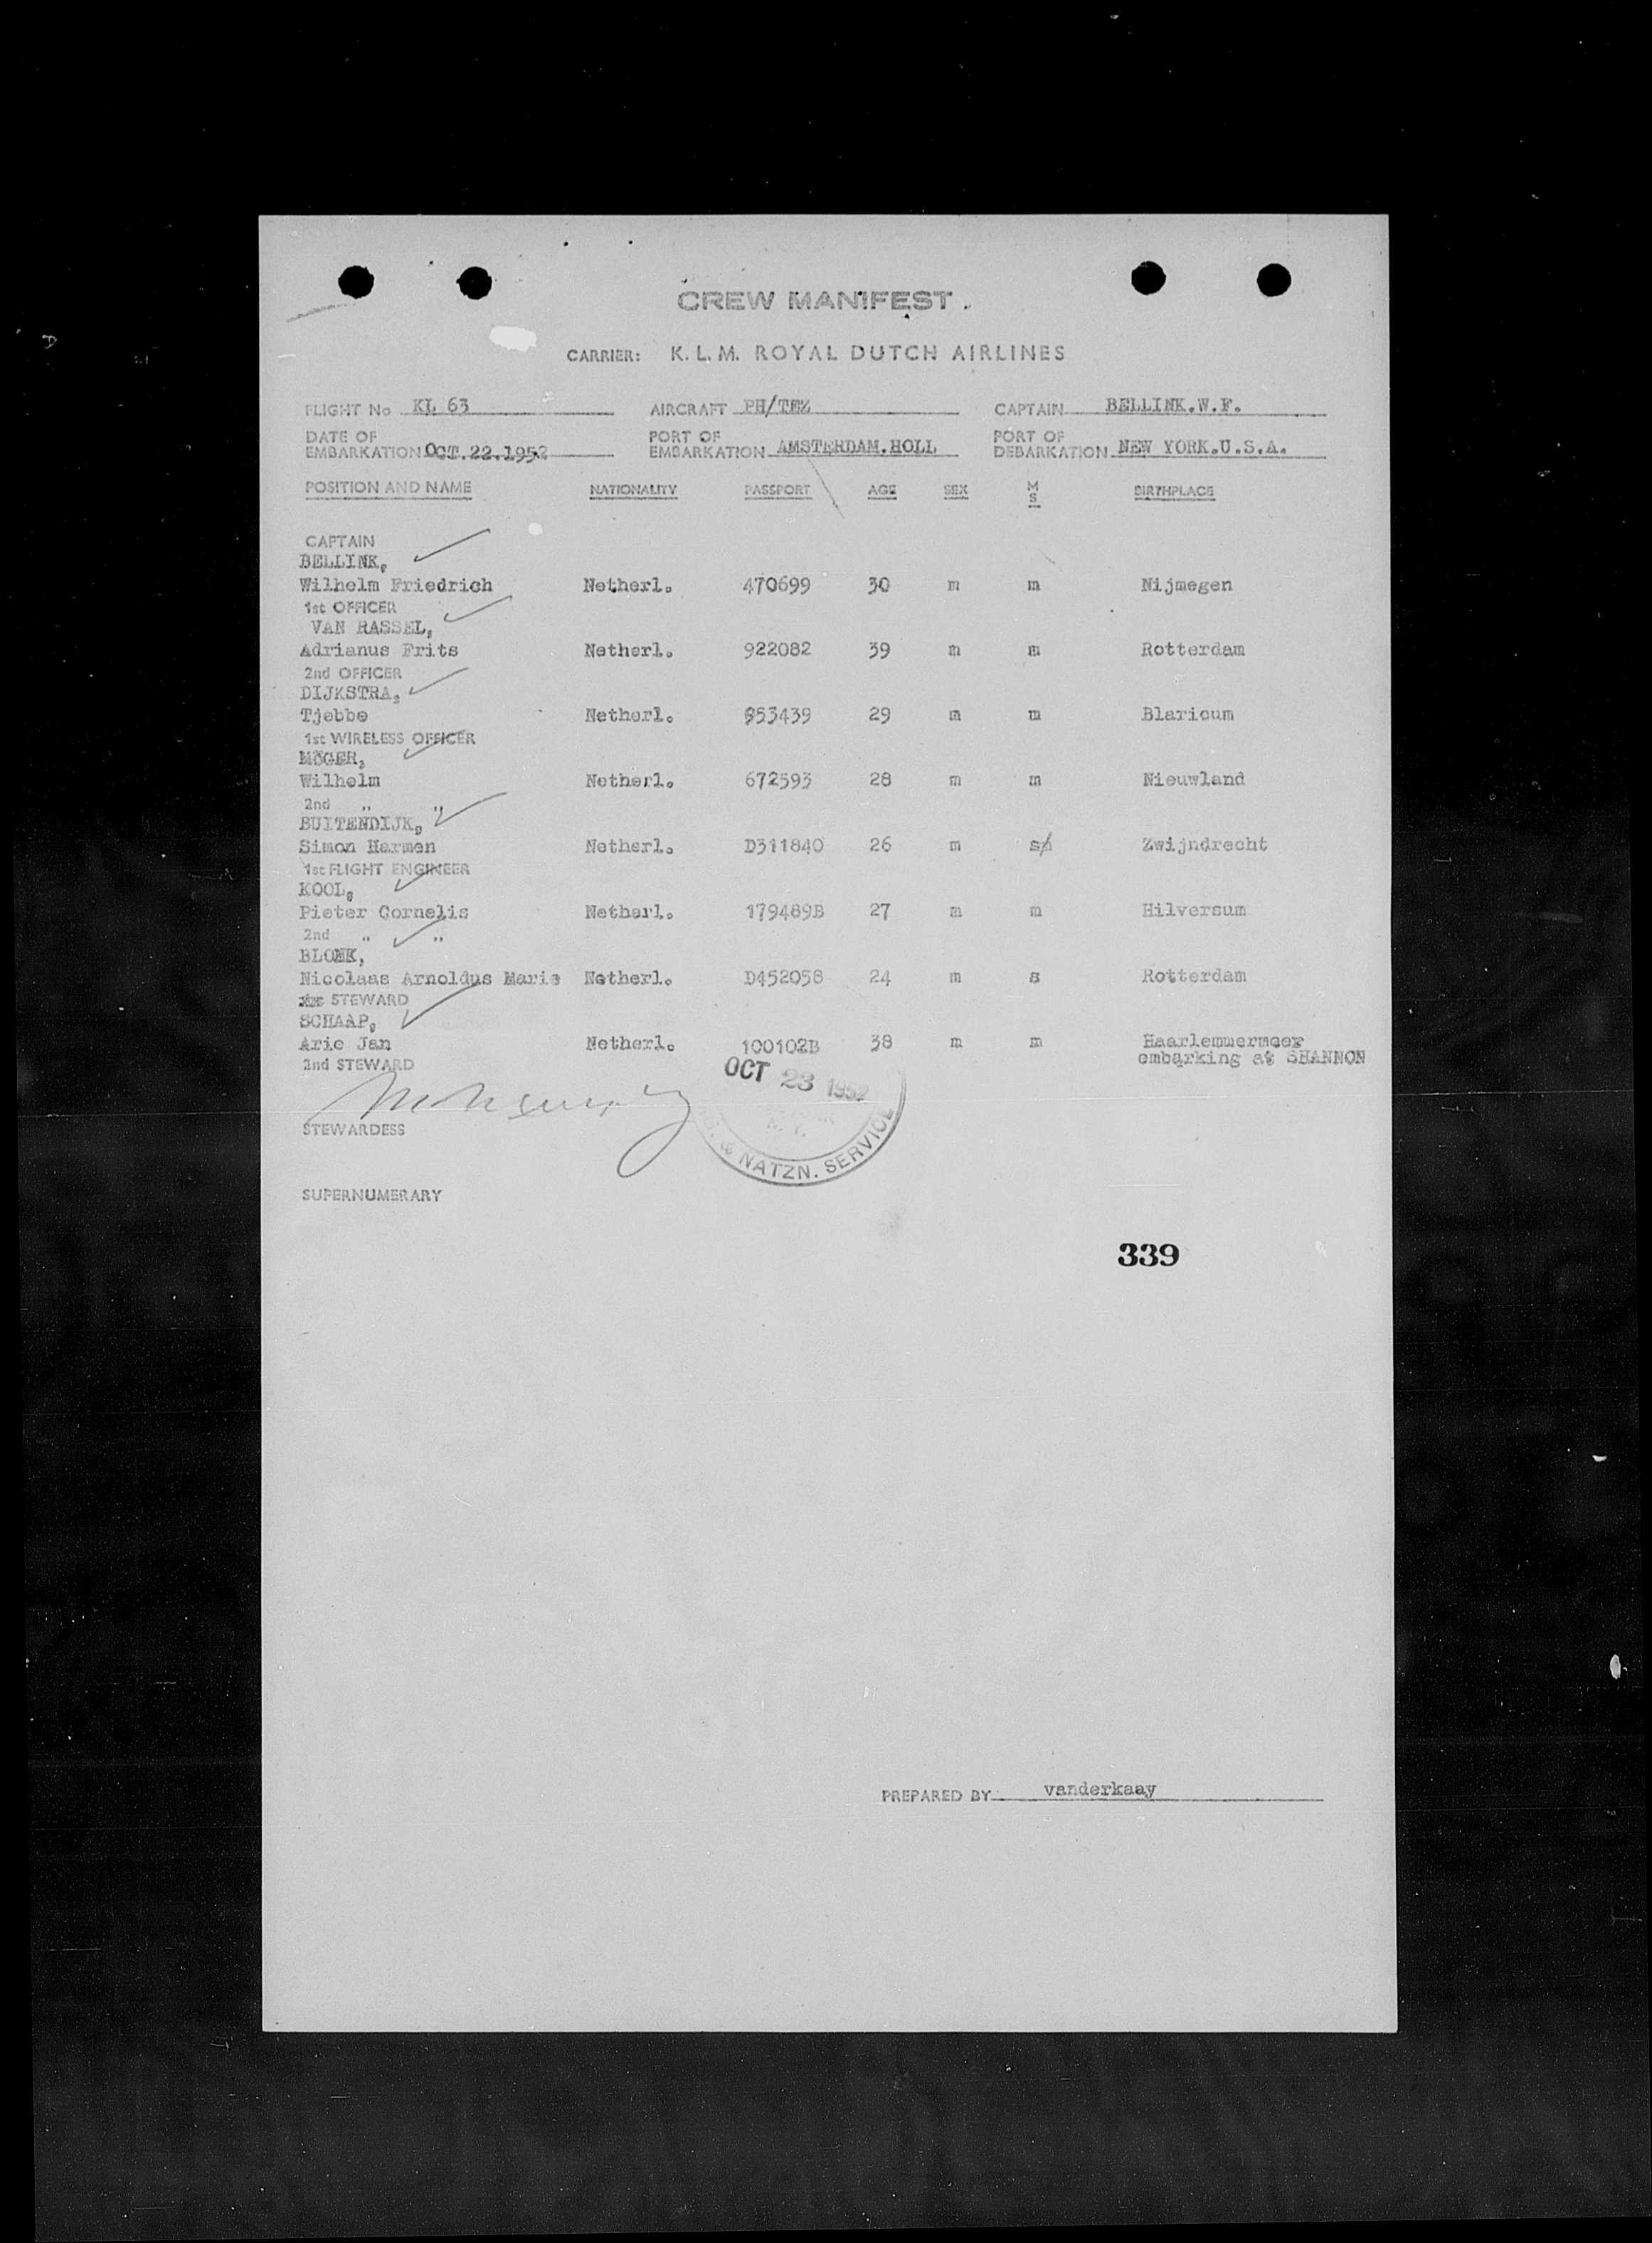 CREW MANIFEST.
CARRIER: K. L. M. ROYAL DUTCH AIRLINES
FLIGHT No KL 63 AIRCRAFT PH/TEZ CAPTAIN BELLINK.W.F.
DATE OF EMBARKATION OCT.22.1952 PORT OF EMBARKATION AMSTERDAM.HOLL PORT OF DEBARKATION NEW YORK.U.S.A.
POSITION AND NAME NATIONALITY PASSPORT AGE SEX M S BIRTHPLACE
CAPTAIN
BELLINK,
Wilhelm Friedrich Netherl. 470699 30 m m Nijmegen
1st OFFICER
VAN RASSEL,
Adrianus Frits Netherl. 922082 39 m m Rotterdam
2nd OFFICER
DIJKSTRA,
Tjebbe Netherl. 953439 29 m m Blaricum
1st WIRELESS OFFICER
MÖGER,
Wilhelm Netherl. 672593 28 m m Nieuwland
2nd " "
BUITENDIJK,
Simon Harmen Netherl. D311840 26 m s Zwijndrecht
1st FLIGHT ENGINEER
KOOL,
Pieter Cornelis Netherl. 179489B 27 m m Hilversum
2nd " "
BLONK,
Nicolaas Arnoldus Marie Netherl. D452058 24 m s Rotterdam
STEWARD
SCHAAP,
Arie Jan Netherl. 100102B 38 m m Haarlemmermeer
embarking at SHANNON
2nd STEWARD
OCT 23 1952
N. Y.
& NATZN. SERVICE
STEWARDESS
SUPERNUMERARY
339
PREPARED BY vanderkaay